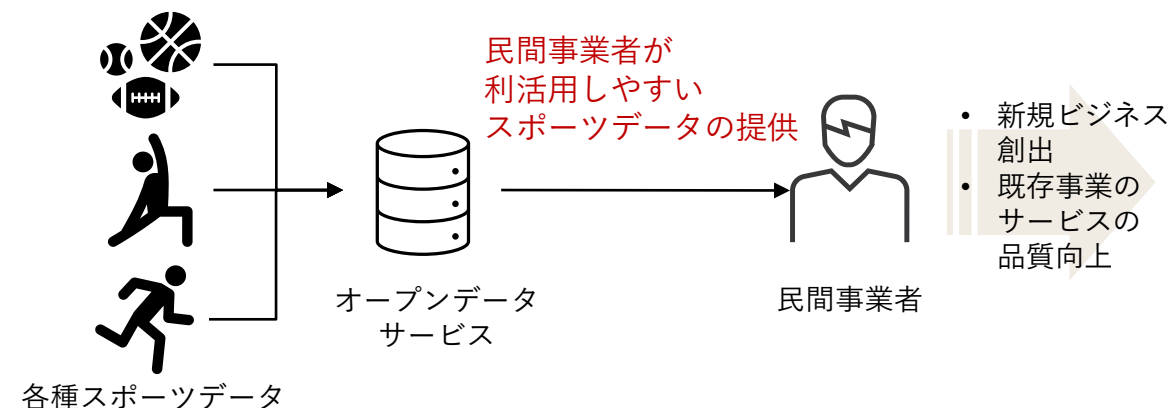 民間事業者が
利活用しやすい
スポーツデータの提供
• 新規ビジネス
創出
• 既存事業の
サービスの
品質向上
オープンデータ
サービス
民間事業者
各種スポーツデータ